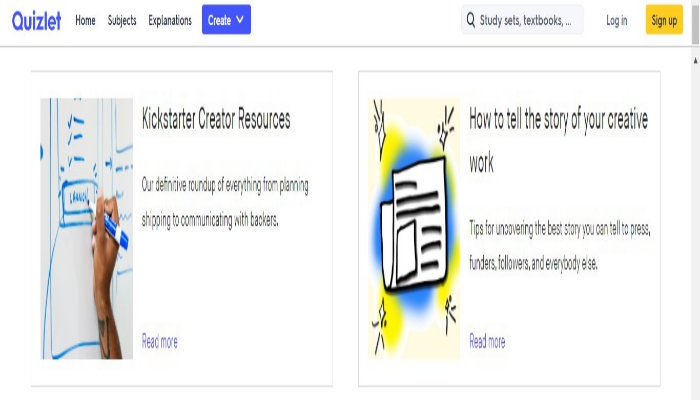 Quizlet Home Subjects Explanations Create Study sets, textbooks, ... Log in Sign up
Kickstarter Creator Resources
Our definitive roundup of everything from planning
shipping to communicating with backers.
Read more
LAUNCH!
How to tell the story of your creative
work
Tips for uncovering the best story you can tell to press,
funders, followers, and everybody else.
Read more